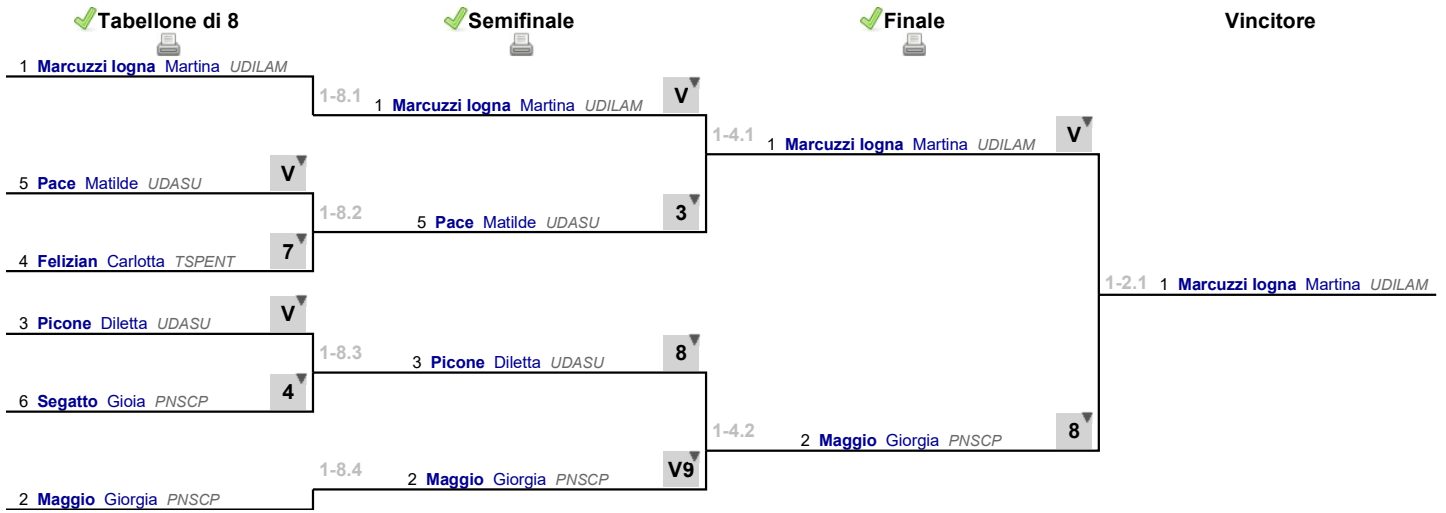 Tabellone di 8
Semifinale
Finale
Vincitore
1 Marcuzzi Iogna Martina UDILAM
1-8.1 1 Marcuzzi Iogna Martina UDILAM V
1-4.1 1 Marcuzzi Iogna Martina UDILAM V
5 Pace Matilde UDASU V
1-8.2 5 Pace Matilde UDASU 3
4 Felizian Carlotta TSPENT 7
1-2.1 1 Marcuzzi Iogna Martina UDILAM
3 Picone Diletta UDASU V
1-8.3 3 Picone Diletta UDASU 8
6 Segatto Gioia PNSCP 4
1-4.2 2 Maggio Giorgia PNSCP 8
1-8.4 2 Maggio Giorgia PNSCP V9
2 Maggio Giorgia PNSCP